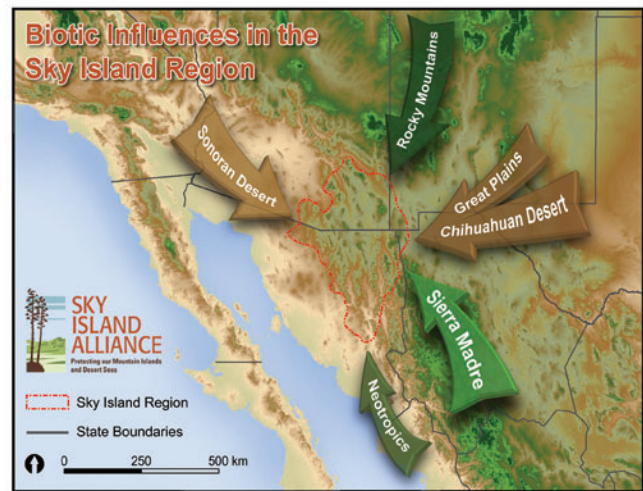 Biotic Influences in the
Sky Island Region
Rocky Mountains
Sonoran Desert
Great Plains
Chihuahuan Desert
Sierra Madre
Neotropics
SKY
ISLAND
ALLIANCE
Protecting our Mountain Islands
and Desert Seas
Sky Island Region
State Boundaries
0 250 500 km